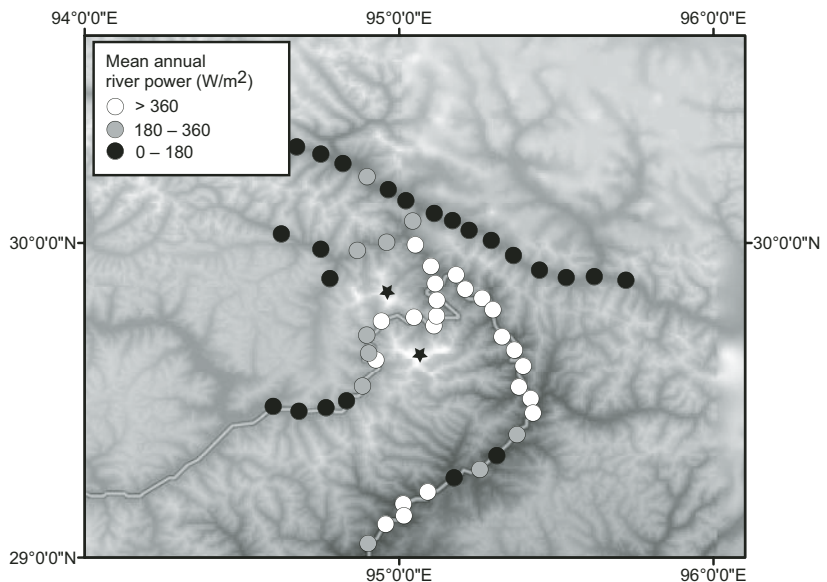 94°0'0"E
95°0'0"E
96°0'0"E
Mean annual
river power (W/m2)
> 360
180 – 360
0 – 180
30°0'0"N
30°0'0"N
29°0'0"N
95°0'0"E
96°0'0"E